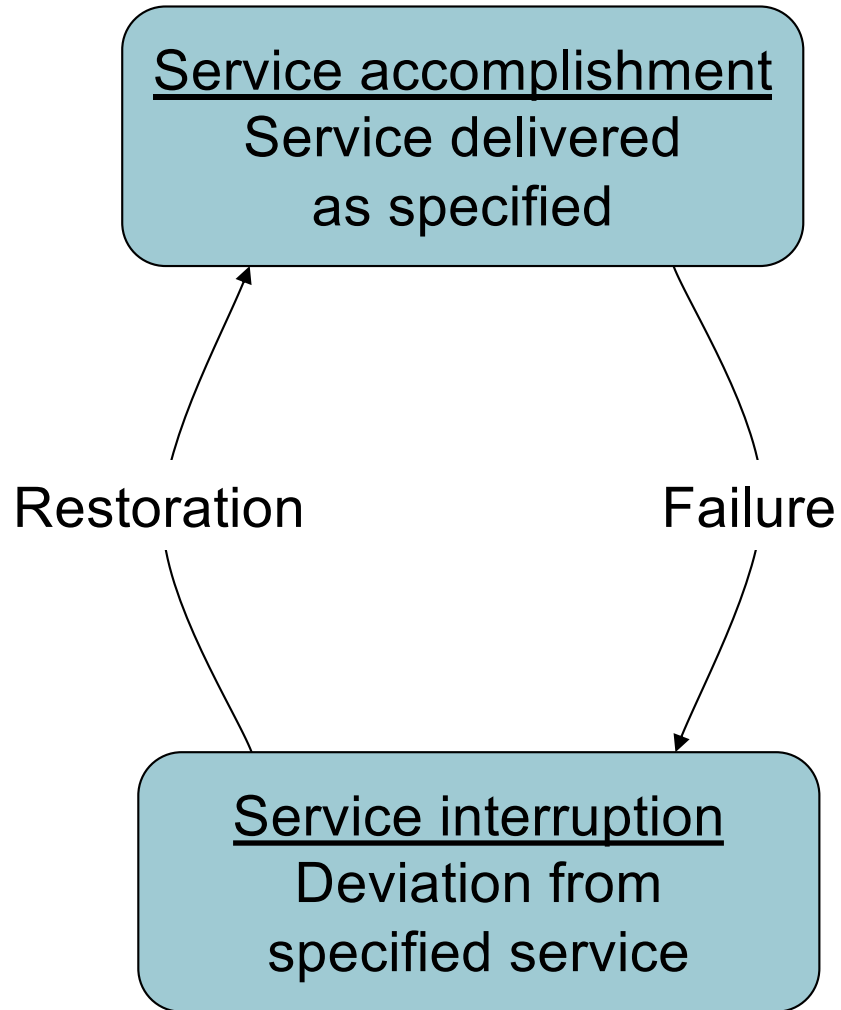 Service accomplishment
Service delivered
as specified
Restoration
Failure
Service interruption
Deviation from
specified service